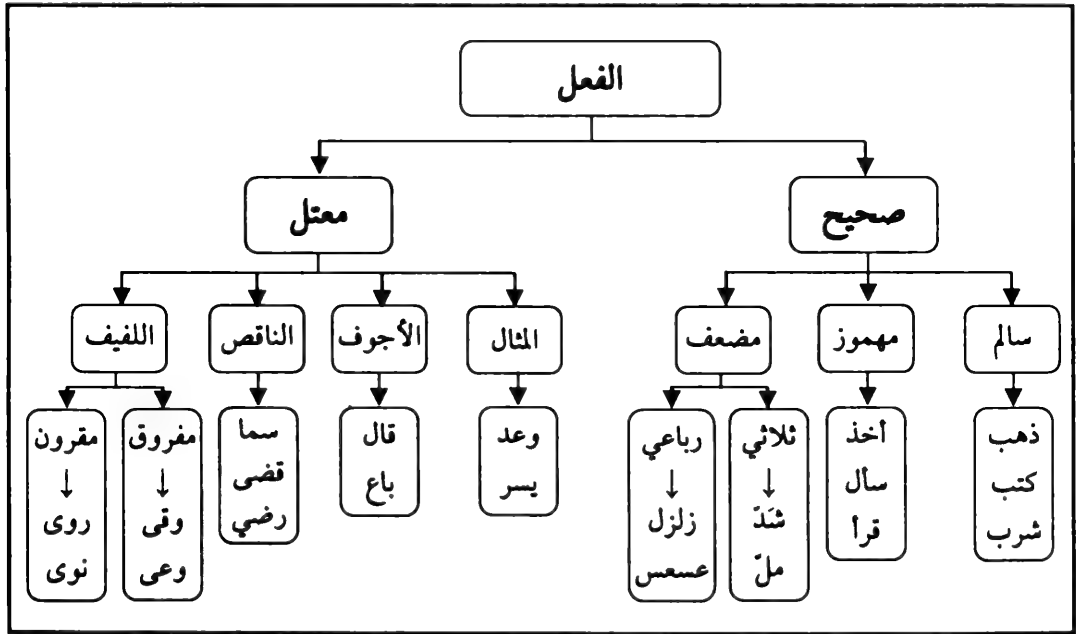 الفعل
صحيح
معتل
سالم
مهموز
مضعف
المثال
الأجوف
الناقص
اللفيف
ذهب
كتب
شرب
أخذ
سأل
قرأ
ثلاثي
↓
شَدّ
ملّ
رباعي
↓
زلزل
عسعس
وعد
يسر
قال
باع
سما
قضى
رضي
مفروق
↓
وقى
وعى
مقرون
↓
روى
نوى